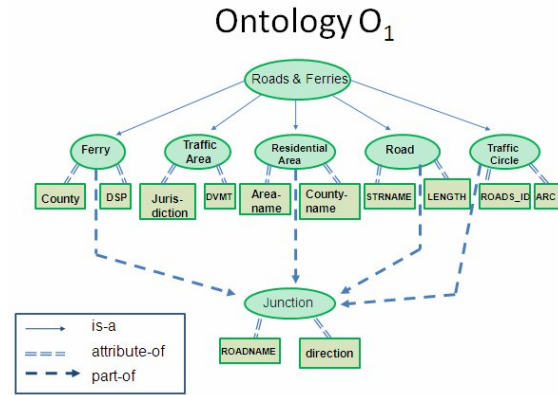 Ontology O1
Roads & Ferries
Ferry
Traffic
Area
Residential
Area
Road
Traffic
Circle
County
DSP
Juris-
diction
DVMT
Area-
name
County-
name
STRNAME
LENGTH
ROADS_ID
ARC
Junction
ROADNAME
direction
is-a
attribute-of
part-of